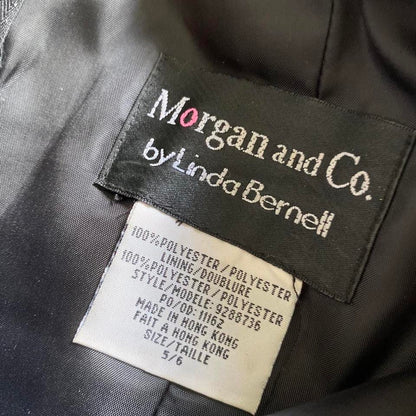 Morgan and Co.
by Linda Bernell
100% POLYESTER / POLYESTER
LINING/DOUBLURE
100% POLYESTER / POLYESTER
STYLE/MODELE: 9288736
PO/OD: 11162
MADE IN HONG KONG
FAIT A HONG KONG
SIZE/TAILLE
5/6